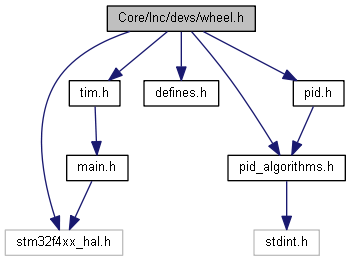 Core/Inc/devs/wheel.h
tim.h
defines.h
pid.h
main.h
pid_algorithms.h
stm32f4xx_hal.h
stdint.h